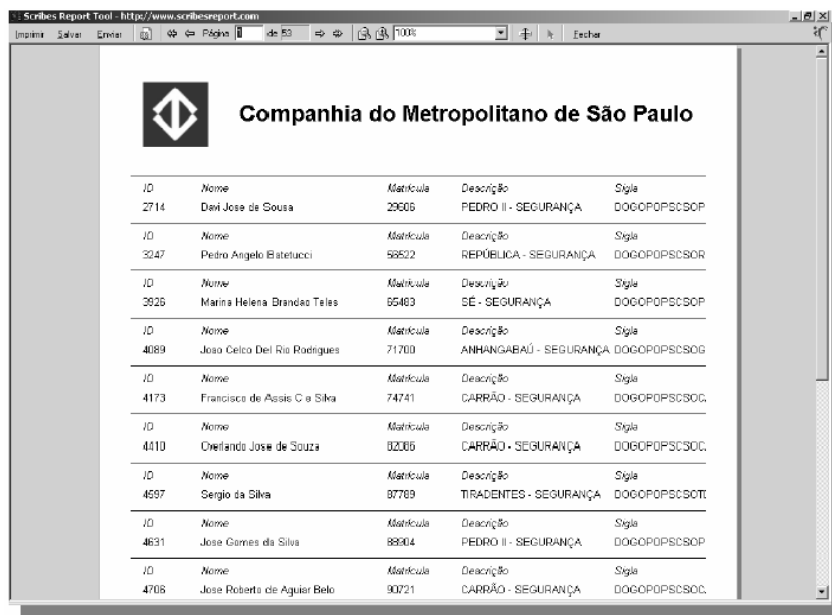 Scribes Report Tool - http://www.scribesreport.com
Imprimir Salvar Enviar Página 1 de 53 100% Fechar
Companhia do Metropolitano de São Paulo
ID Nome Matrícula Descrição Sigla
2714 Davi Jose de Sousa 29606 PEDRO II - SEGURANÇA DOGOPOPSCSOP
ID Nome Matrícula Descrição Sigla
3247 Pedro Angelo Batetucci 58522 REPÚBLICA - SEGURANÇA DOGOPOPSCSOR
ID Nome Matrícula Descrição Sigla
3926 Marina Helena Brandao Teles 65483 SÉ - SEGURANÇA DOGOPOPSCSOP
ID Nome Matrícula Descrição Sigla
4089 Joao Celco Del Rio Rodrigues 71700 ANHANGABAÚ - SEGURANÇA DOGOPOPSCSOG
ID Nome Matrícula Descrição Sigla
4173 Francisco de Assis C e Silva 74741 CARRÃO - SEGURANÇA DOGOPOPSCSOC
ID Nome Matrícula Descrição Sigla
4410 Overlando Jose de Souza 82086 CARRÃO - SEGURANÇA DOGOPOPSCSOC
ID Nome Matrícula Descrição Sigla
4597 Sergio da Silva 87789 TIRADENTES - SEGURANÇA
ID Nome Matrícula Descrição Sigla
4631 Jose Gomes da Silva 88904 PEDRO II - SEGURANÇA DOGOPOPSCSOP
ID Nome Matrícula Descrição Sigla
4706 Jose Roberto de Aguiar Belo 90721 CARRÃO - SEGURANÇA DOGOPOPSCSOC